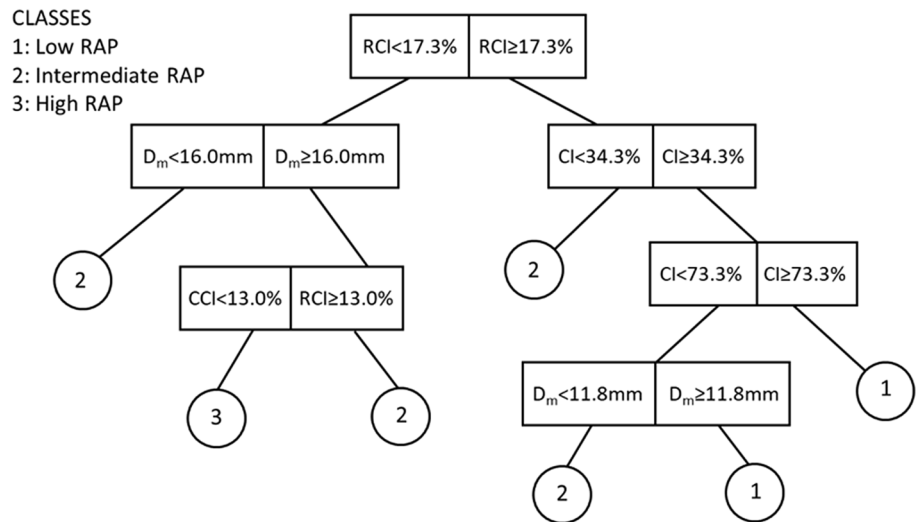 CLASSES
1: Low RAP
2: Intermediate RAP
3: High RAP
RCI<17.3% RCI≥17.3%
Dm<16.0mm Dm≥16.0mm
CI<34.3% CI≥34.3%
2
CCI<13.0% RCI≥13.0%
2
CI<73.3% CI≥73.3%
3
2
Dm<11.8mm Dm≥11.8mm
1
2
1